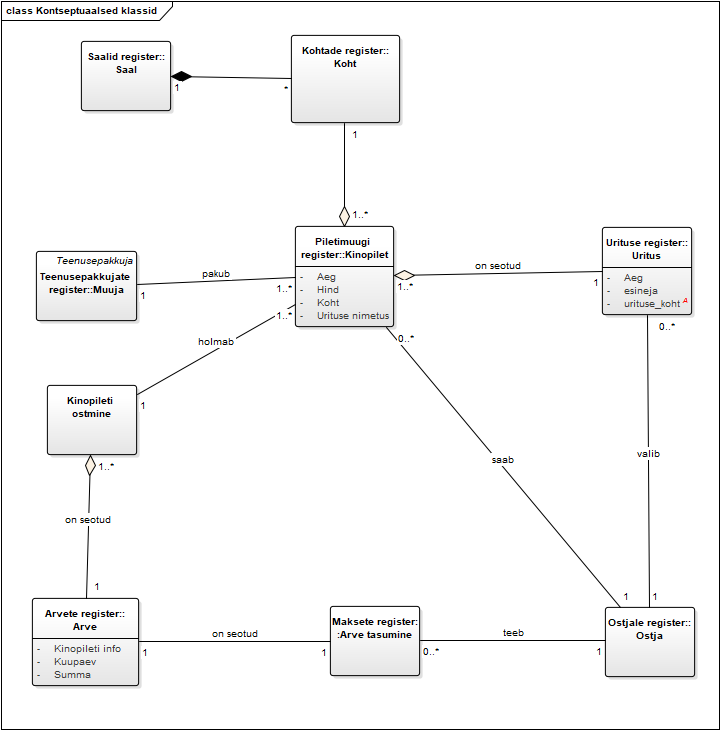 class Kontseptuaalsed klassid
Saalid register::
Saal
1
*
Kohtade register::
Koht
1
1..*
Teenusepakkuja
Teenusepakkujate
register::Muuja
pakub
1
1..*
Piletimuugi
register::Kinopilet
- Aeg
- Hind
- Koht
- Urituse nimetus
on seotud
1..*
1
Urituse register::
Uritus
- Aeg
- esineja
- urituse_koht A
0..*
1..*
0..*
holmab
1
Kinopileti
ostmine
1..*
saab
valib
on seotud
1
1
1
Arvete register::
Arve
- Kinopileti info
- Kuupaev
- Summa
on seotud
1
1
Maksete register:
:Arve tasumine
teeb
0..*
1
Ostjale register::
Ostja